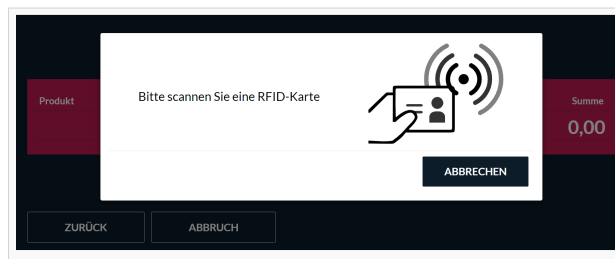 Bitte scannen Sie eine RFID-Karte
Produkt
Summe
0,00
ABBRECHEN
ZURÜCK
ABBRUCH